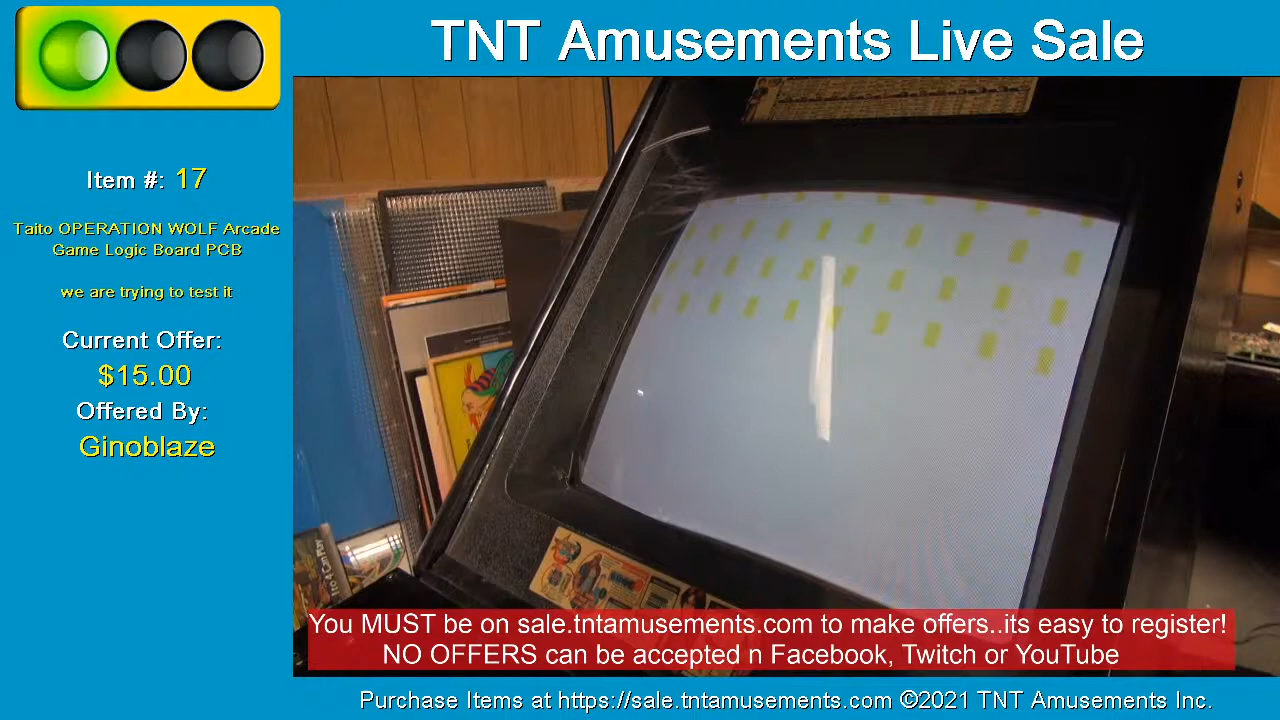 TNT Amusements Live Sale
Item #: 17
Taito OPERATION WOLF Arcade
Game Logic Board PCB
we are trying to test it
Current Offer:
$15.00
Offered By:
Ginoblaze
You MUST be on sale.tntamusements.com to make offers..its easy to register!
NO OFFERS can be accepted n Facebook, Twitch or YouTube
Purchase Items at https://sale.tntamusements.com ©2021 TNT Amusements Inc.